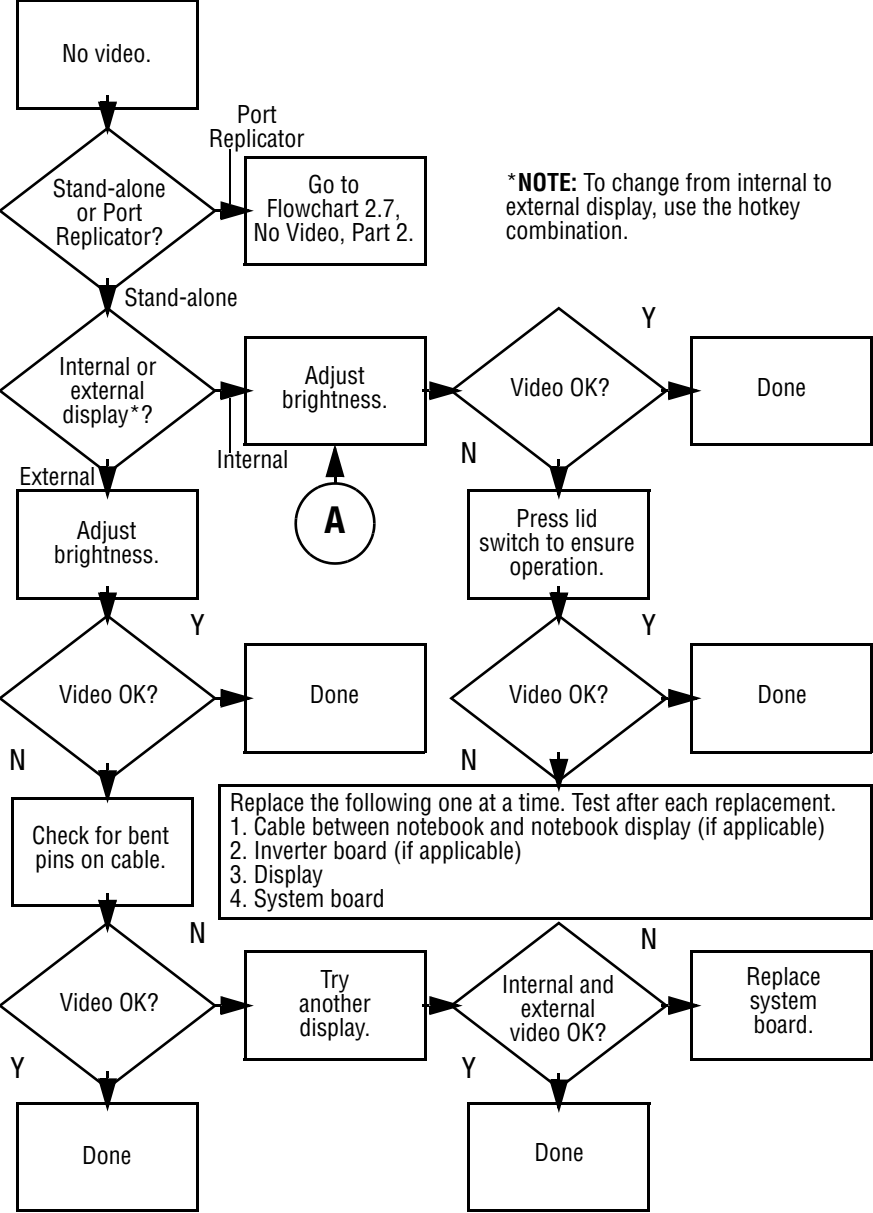 No video.
Port
Replicator
Stand-alone
or Port
Replicator?
Go to
Flowchart 2.7,
No Video, Part 2.
*NOTE: To change from internal to
external display, use the hotkey
combination.
Stand-alone
Internal or
external
display*?
Adjust
brightness.
Video OK?
Y
Done
Internal
N
External
A
Adjust
brightness.
Press lid
switch to ensure
operation.
Y
Video OK?
Done
Y
Video OK?
Done
N
N
Check for bent
pins on cable.
Replace the following one at a time. Test after each replacement.
1. Cable between notebook and notebook display (if applicable)
2. Inverter board (if applicable)
3. Display
4. System board
N
Video OK?
Try
another
display.
Internal and
external
video OK?
N
Replace
system
board.
Y
Y
Done
Done